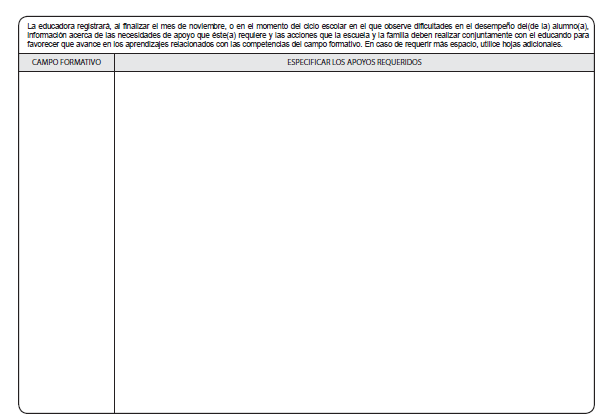 La educadora registrará, al finalizar el mes de noviembre, o en el momento del ciclo escolar en el que observe dificultades en el desempeño del(de la) alumno(a),
información acerca de las necesidades de apoyo que éste(a) requiere y las acciones que la escuela y la familia deben realizar conjuntamente con el educando para
favorecer que avance en los aprendizajes relacionados con las competencias del campo formativo. En caso de requerir más espacio, utilice hojas adicionales.
CAMPO FORMATIVO ESPECIFICAR LOS APOYOS REQUERIDOS